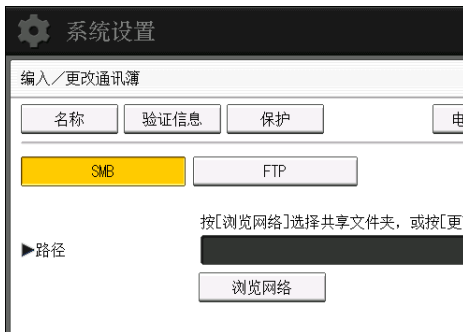 系统设置
编入／更改通讯簿
名称 验证信息 保护 电
SMB FTP
按[浏览网络]选择共享文件夹，或按[更
▶路径
浏览网络